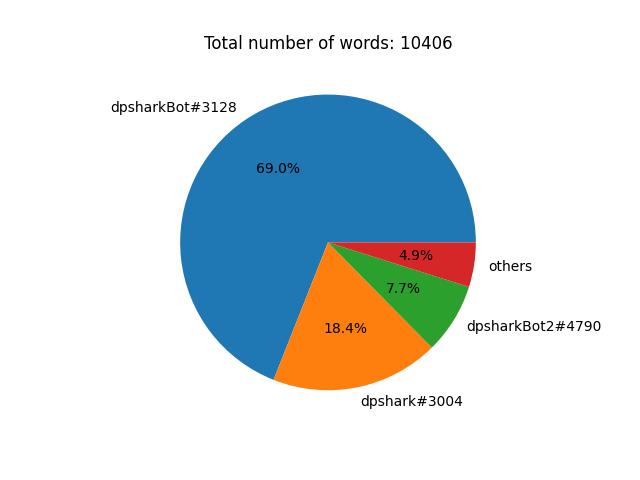 Total number of words: 10406
dpsharkBot#3128
69.0%
4.9%
others
7.7%
dpsharkBot2#4790
18.4%
dpshark#3004